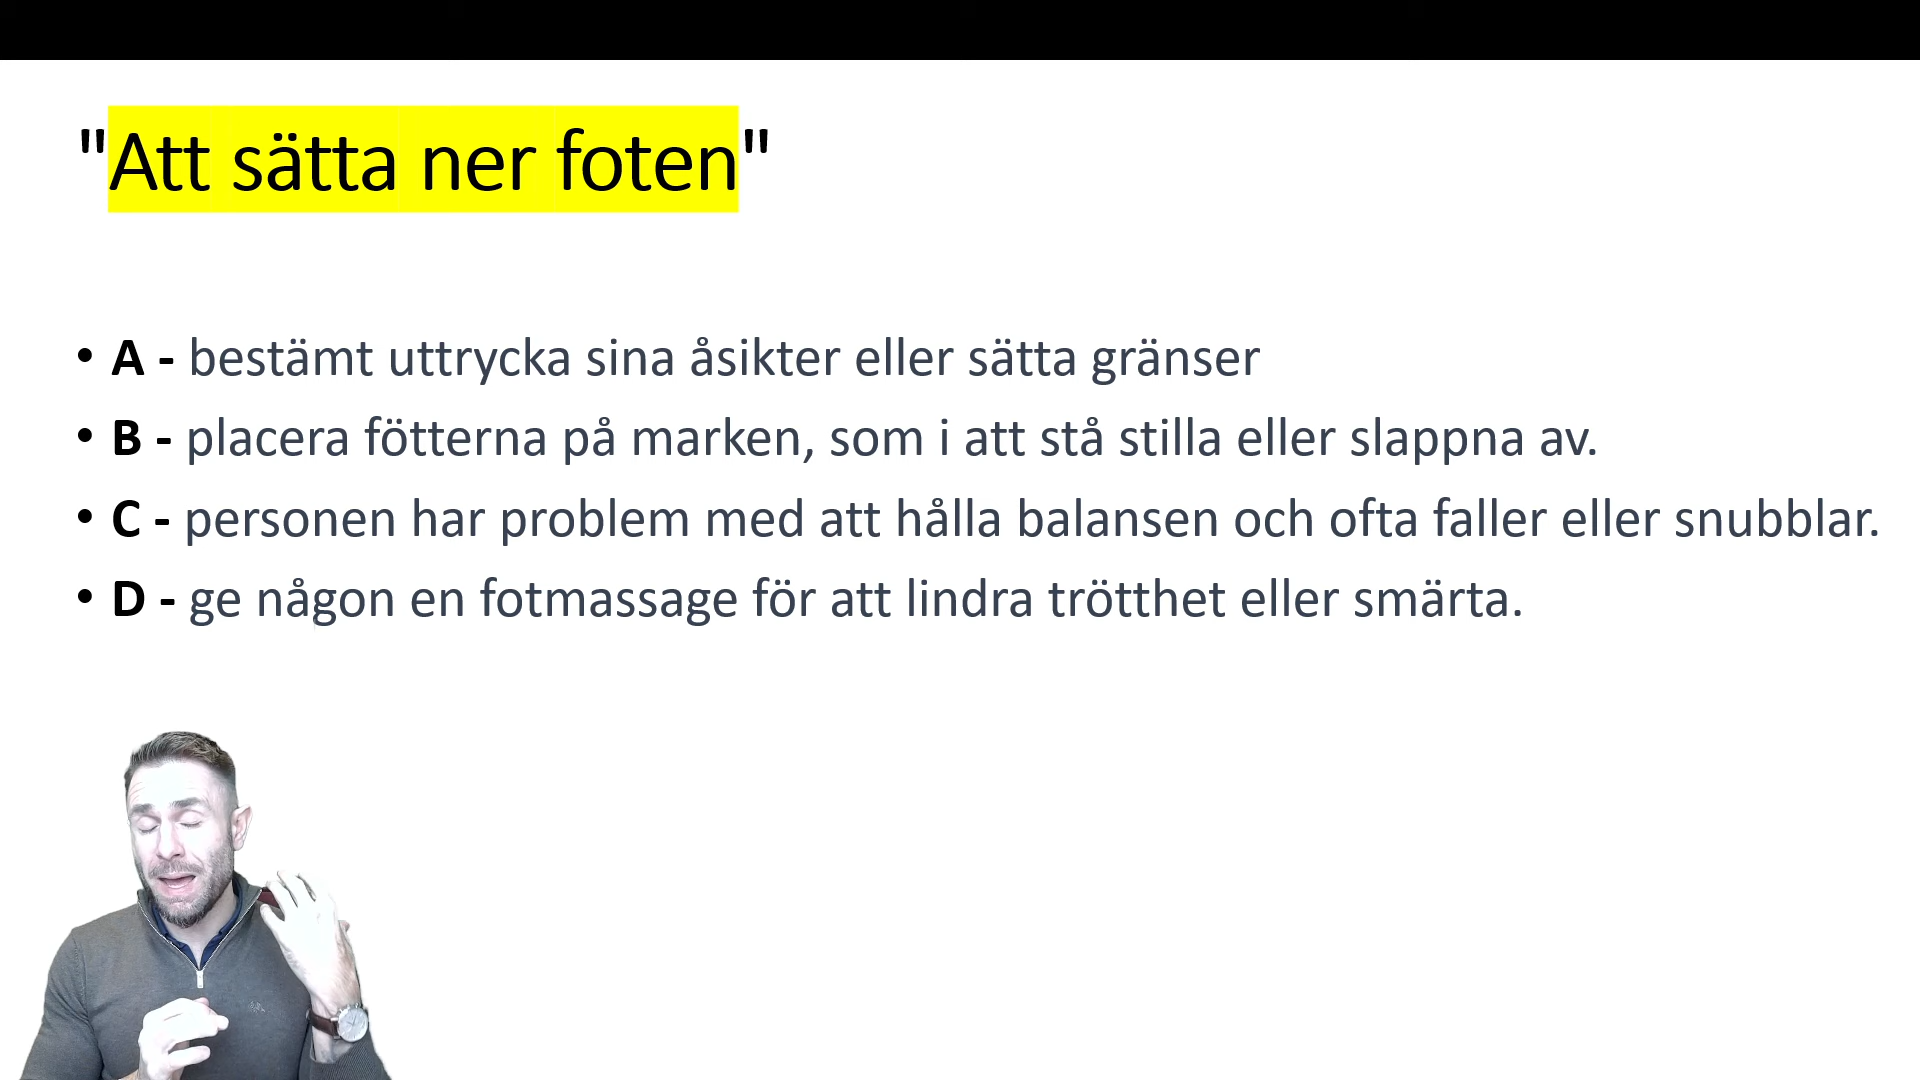 "Att sätta ner foten"
• A - bestämt uttrycka sina åsikter eller sätta gränser
• B - placera fötterna på marken, som i att stå stilla eller slappna av.
• C - personen har problem med att hålla balansen och ofta faller eller snubblar.
• D - ge någon en fotmassage för att lindra trötthet eller smärta.